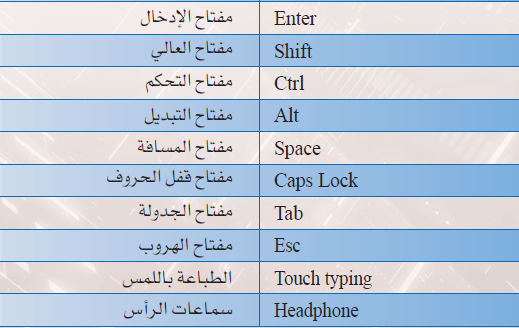 مفتاح الإدخال Enter
مفتاح العالي Shift
مفتاح التحكم Ctrl
مفتاح التبديل Alt
مفتاح المسافة Space
مفتاح قفل الحروف Caps Lock
مفتاح الجدولة Tab
مفتاح الهروب Esc
الطباعة باللمس Touch typing
سماعات الرأس Headphone